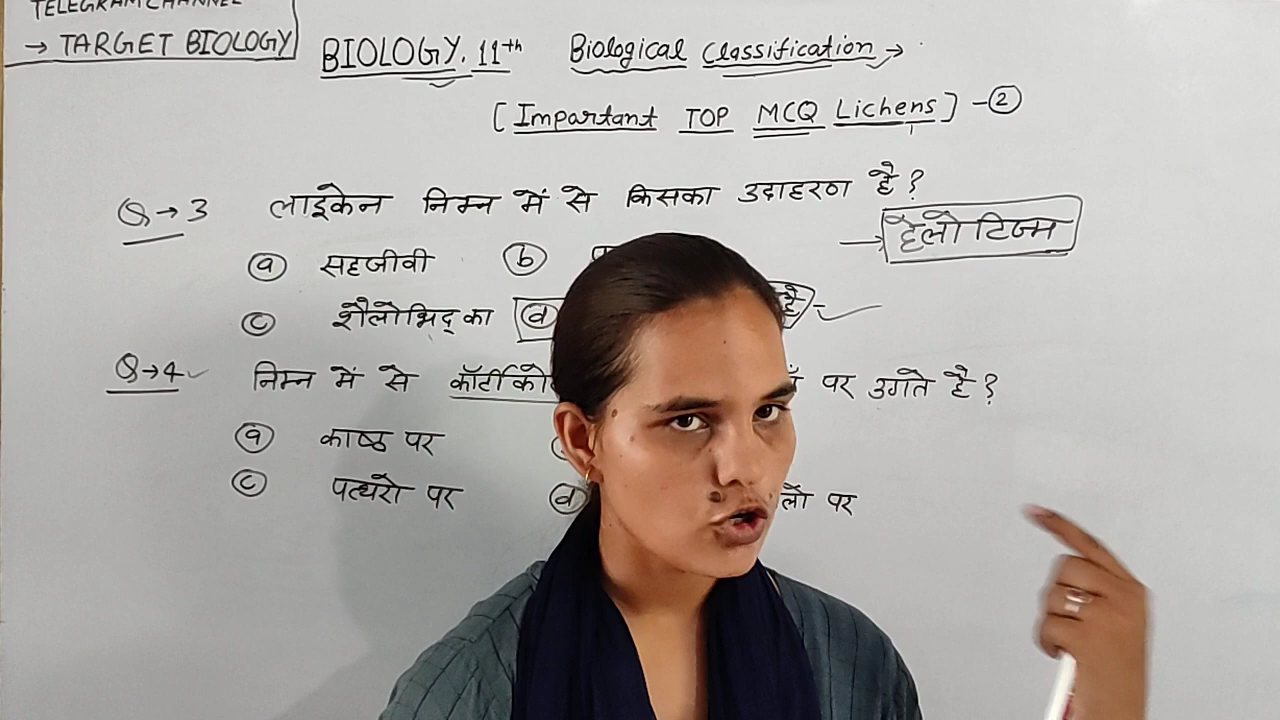 TELEGRAM CHANNEL
→ TARGET BIOLOGY
BIOLOGY. 11th Biological Classification →
[Impartant TOP MCQ Lichens] - 2
Q→3 लाइकेन निम्न में से किसका उदाहरण है?
→ हैलोटिज्म
a सहजीवी b
c शैलोभिद् का d है
Q→4 निम्न में से पर उगते है?
a काष्ठ पर
c पत्थरो पर d पर